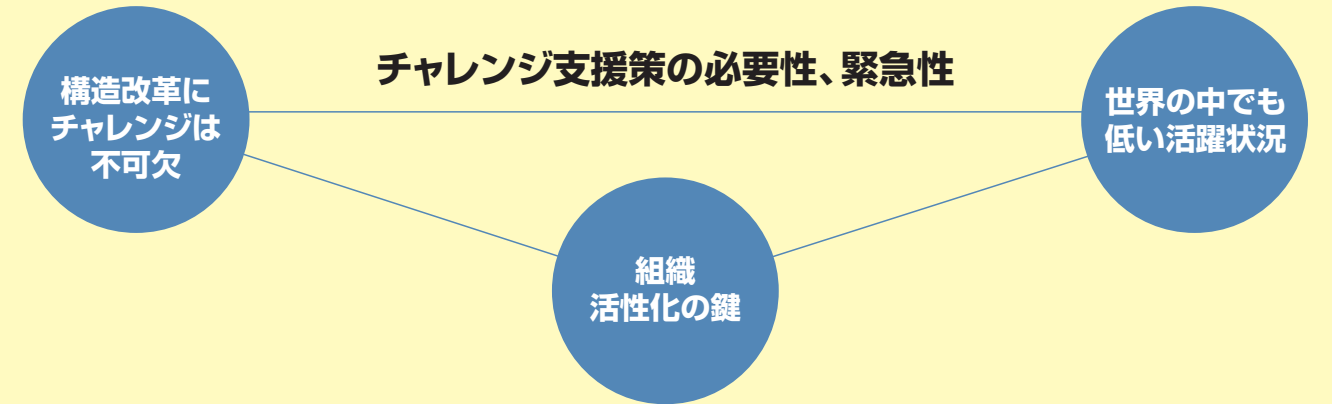 チャレンジ支援策の必要性、緊急性
構造改革に
チャレンジは
不可欠
世界の中でも
低い活躍状況
組織
活性化の鍵